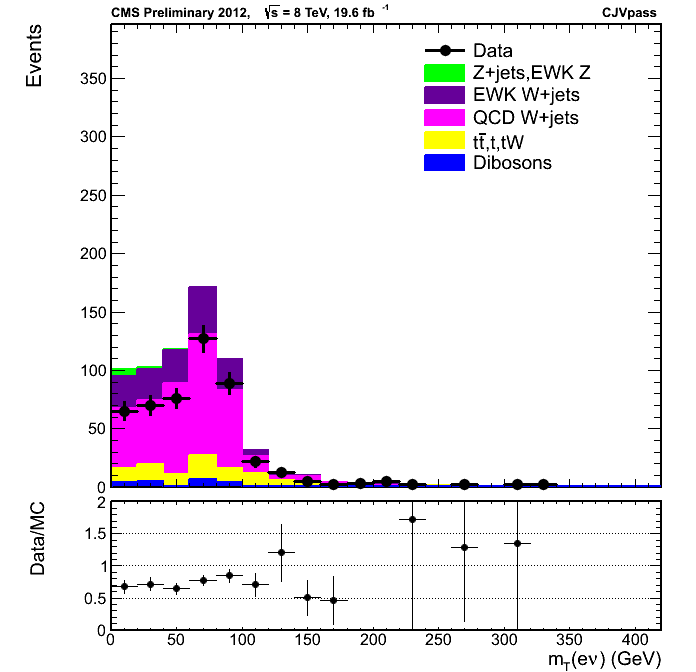 CMS Preliminary 2012, √s = 8 TeV, 19.6 fb⁻¹ CJVpass
Events
Data
Z+jets,EWK Z
EWK W+jets
QCD W+jets
tt̄,t,tW
Dibosons
350
300
250
200
150
100
50
0
Data/MC
2
1.5
1
0.5
0
0 50 100 150 200 250 300 350 400
m_T(eν) (GeV)